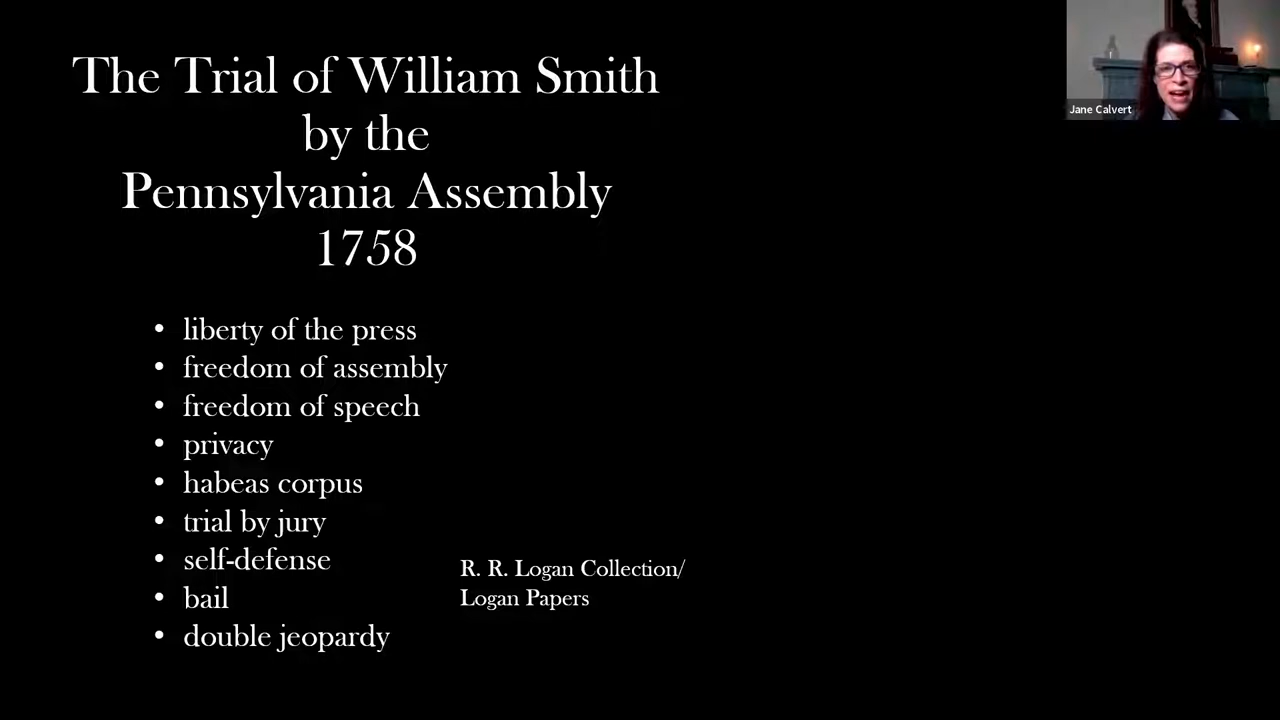 The Trial of William Smith
by the
Pennsylvania Assembly
1758
• liberty of the press
• freedom of assembly
• freedom of speech
• privacy
• habeas corpus
• trial by jury
• self-defense
• bail
• double jeopardy
R. R. Logan Collection/
Logan Papers
Jane Calvert